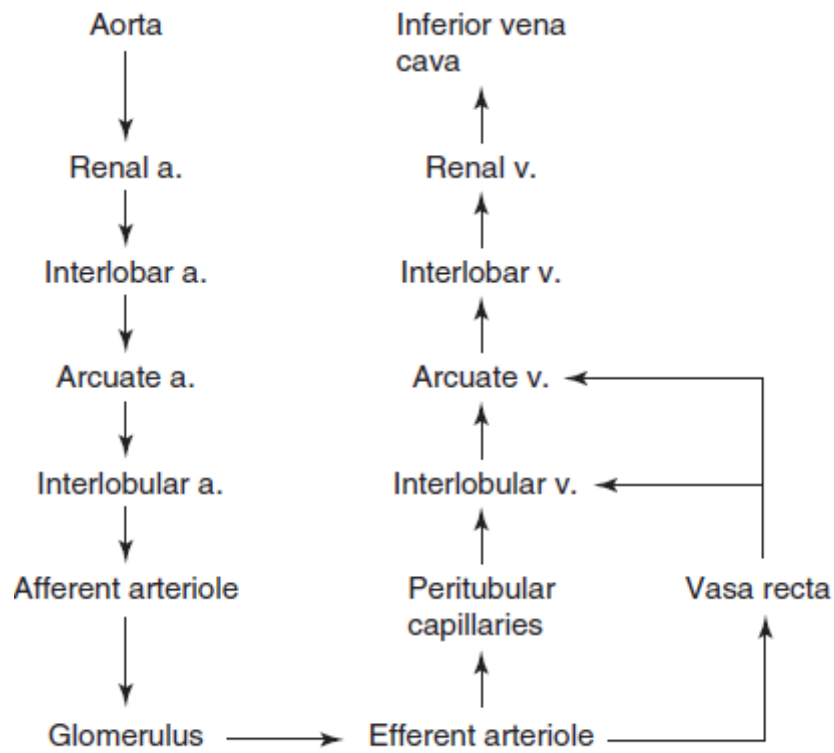 Aorta
Inferior vena
cava
Renal a.
Renal v.
Interlobar a.
Interlobar v.
Arcuate a.
Arcuate v.
Interlobular a.
Interlobular v.
Afferent arteriole
Peritubular
capillaries
Vasa recta
Glomerulus
Efferent arteriole